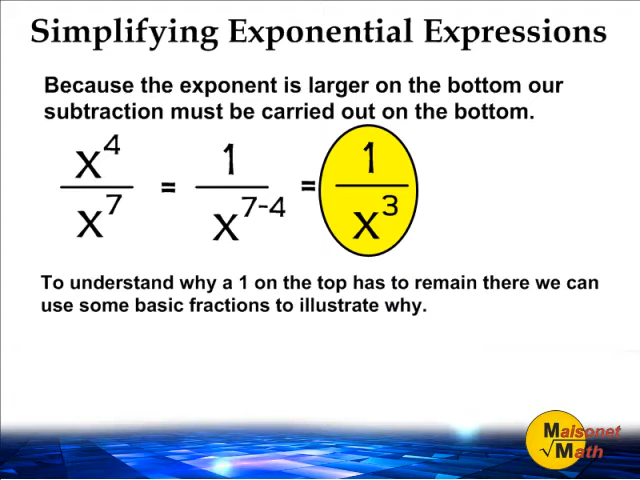 Simplifying Exponential Expressions
Because the exponent is larger on the bottom our
subtraction must be carried out on the bottom.
x^4/x^7 = 1/x^(7-4) = 1/x^3
To understand why a 1 on the top has to remain there we can
use some basic fractions to illustrate why.
Maisonet
√Math